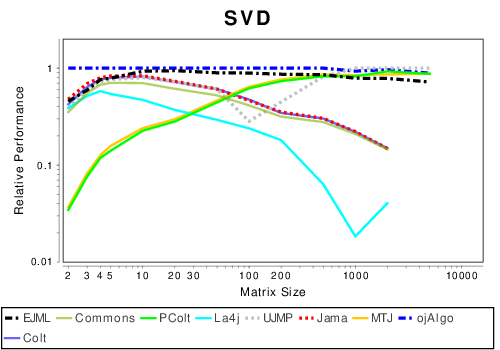 SVD
Relative Performance
1
0.1
0.01
2 3 4 5 10 20 30 100 200 1000 10000
Matrix Size
EJML Commons PColt La4j UJMP Jama MTJ ojAlgo
Colt